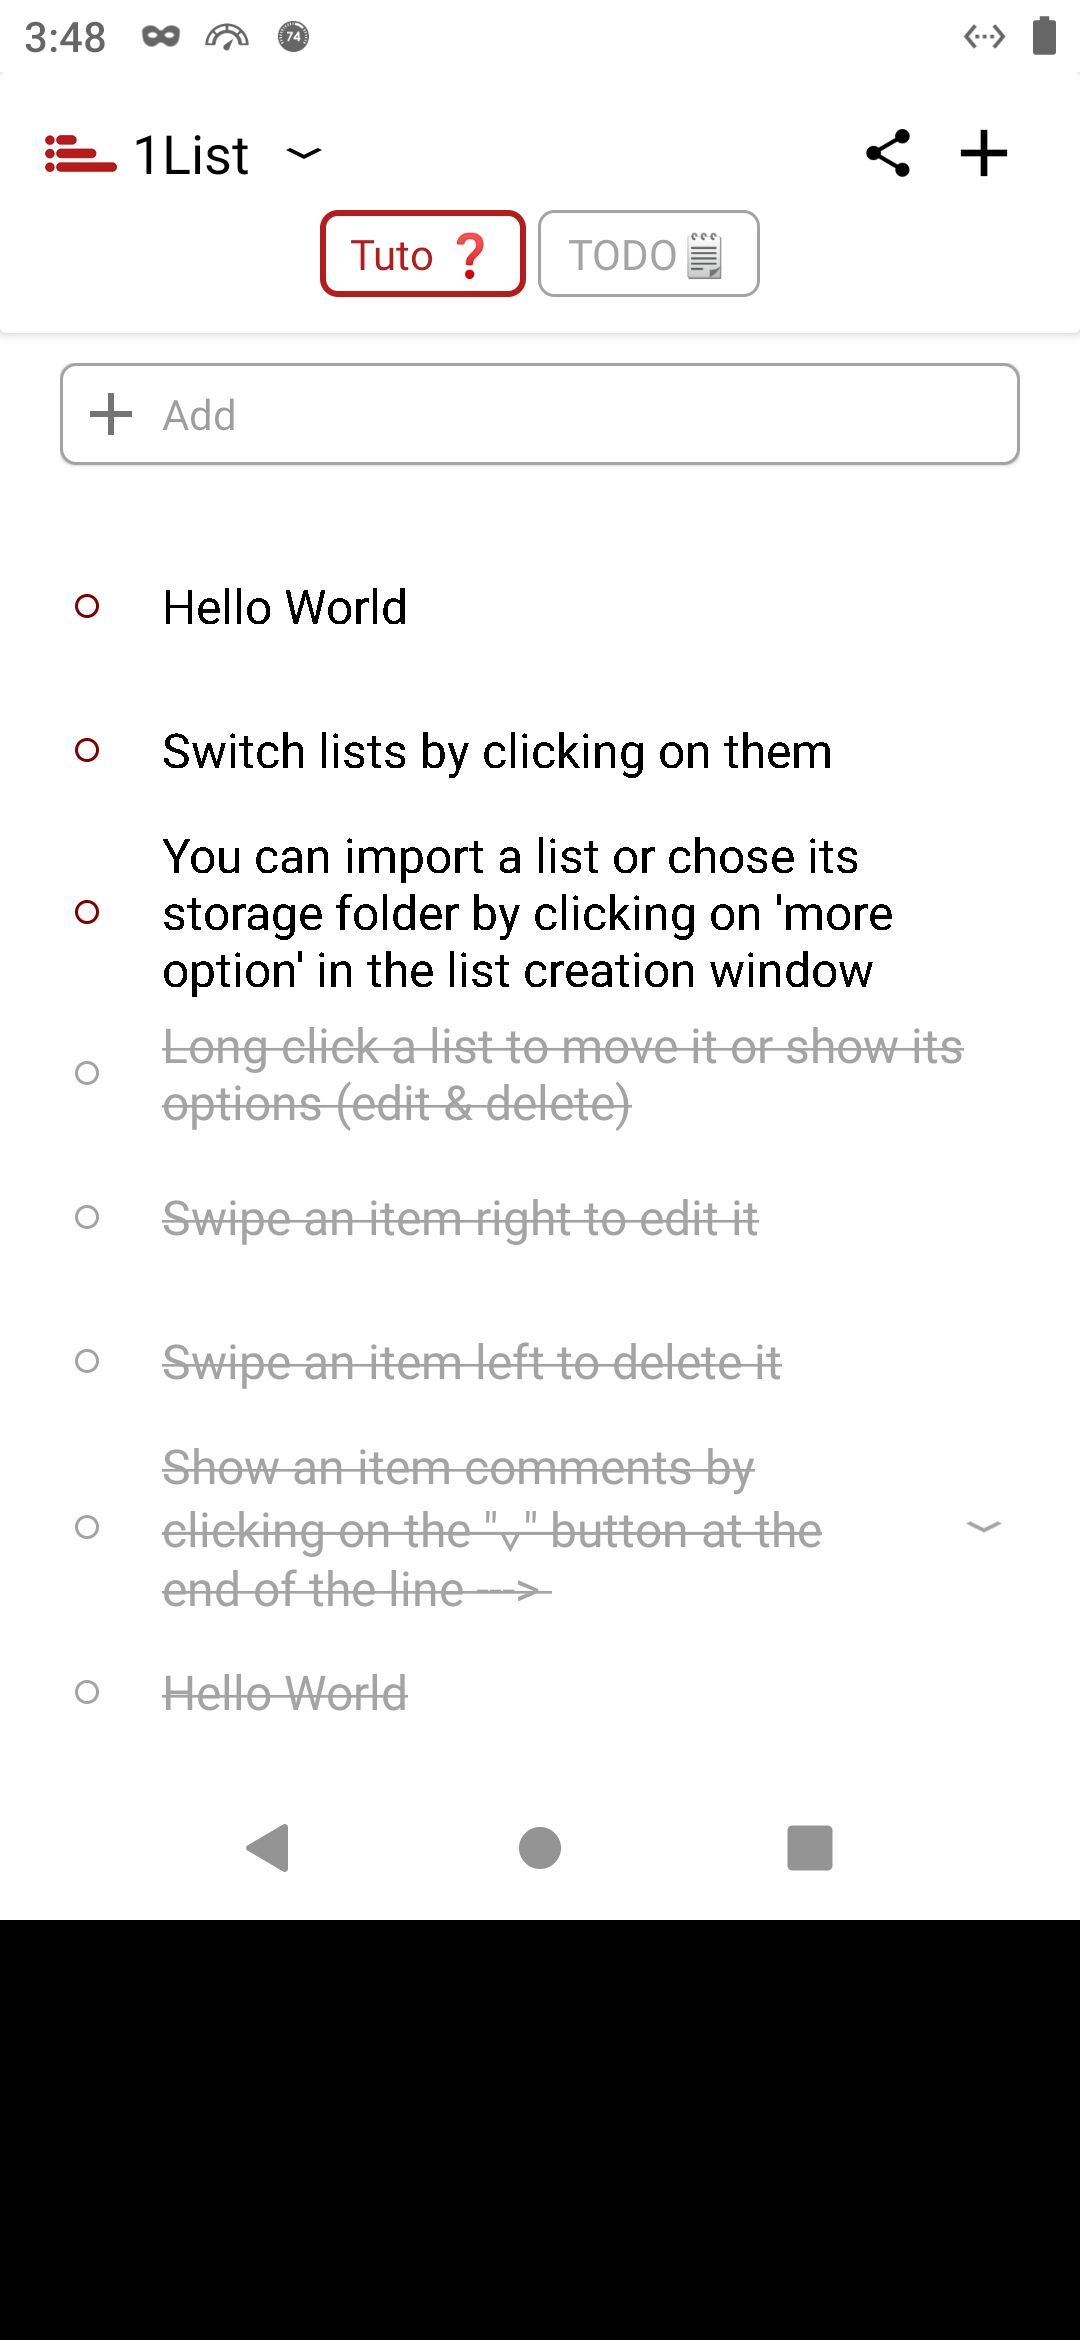 3:48
74
1List
Tuto ❓
TODO🗒
Add
Hello World
Switch lists by clicking on them
You can import a list or chose its
storage folder by clicking on 'more
option' in the list creation window
Long click a list to move it or show its
options (edit & delete)
Swipe an item right to edit it
Swipe an item left to delete it
Show an item comments by
clicking on the "⌄" button at the
end of the line --->
Hello World